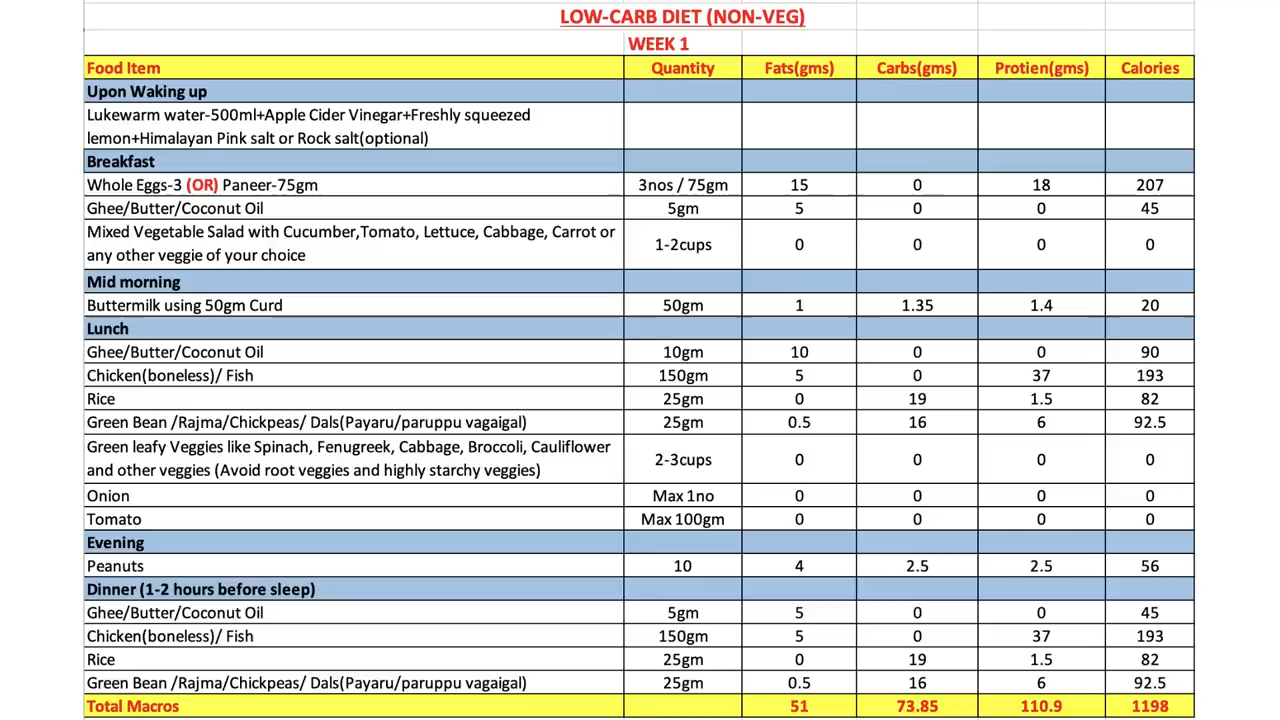 LOW-CARB DIET (NON-VEG)
WEEK 1
Food Item Quantity Fats(gms) Carbs(gms) Protien(gms) Calories
Upon Waking up
Lukewarm water-500ml+Apple Cider Vinegar+Freshly squeezed
lemon+Himalayan Pink salt or Rock salt(optional)
Breakfast
Whole Eggs-3 (OR) Paneer-75gm 3nos / 75gm 15 0 18 207
Ghee/Butter/Coconut Oil 5gm 5 0 0 45
Mixed Vegetable Salad with Cucumber,Tomato, Lettuce, Cabbage, Carrot or
any other veggie of your choice 1-2cups 0 0 0 0
Mid morning
Buttermilk using 50gm Curd 50gm 1 1.35 1.4 20
Lunch
Ghee/Butter/Coconut Oil 10gm 10 0 0 90
Chicken(boneless)/ Fish 150gm 5 0 37 193
Rice 25gm 0 19 1.5 82
Green Bean /Rajma/Chickpeas/ Dals(Payaru/paruppu vagaigal) 25gm 0.5 16 6 92.5
Green leafy Veggies like Spinach, Fenugreek, Cabbage, Broccoli, Cauliflower
and other veggies (Avoid root veggies and highly starchy veggies) 2-3cups 0 0 0 0
Onion Max 1no 0 0 0 0
Tomato Max 100gm 0 0 0 0
Evening
Peanuts 10 4 2.5 2.5 56
Dinner (1-2 hours before sleep)
Ghee/Butter/Coconut Oil 5gm 5 0 0 45
Chicken(boneless)/ Fish 150gm 5 0 37 193
Rice 25gm 0 19 1.5 82
Green Bean /Rajma/Chickpeas/ Dals(Payaru/paruppu vagaigal) 25gm 0.5 16 6 92.5
Total Macros 51 73.85 110.9 1198